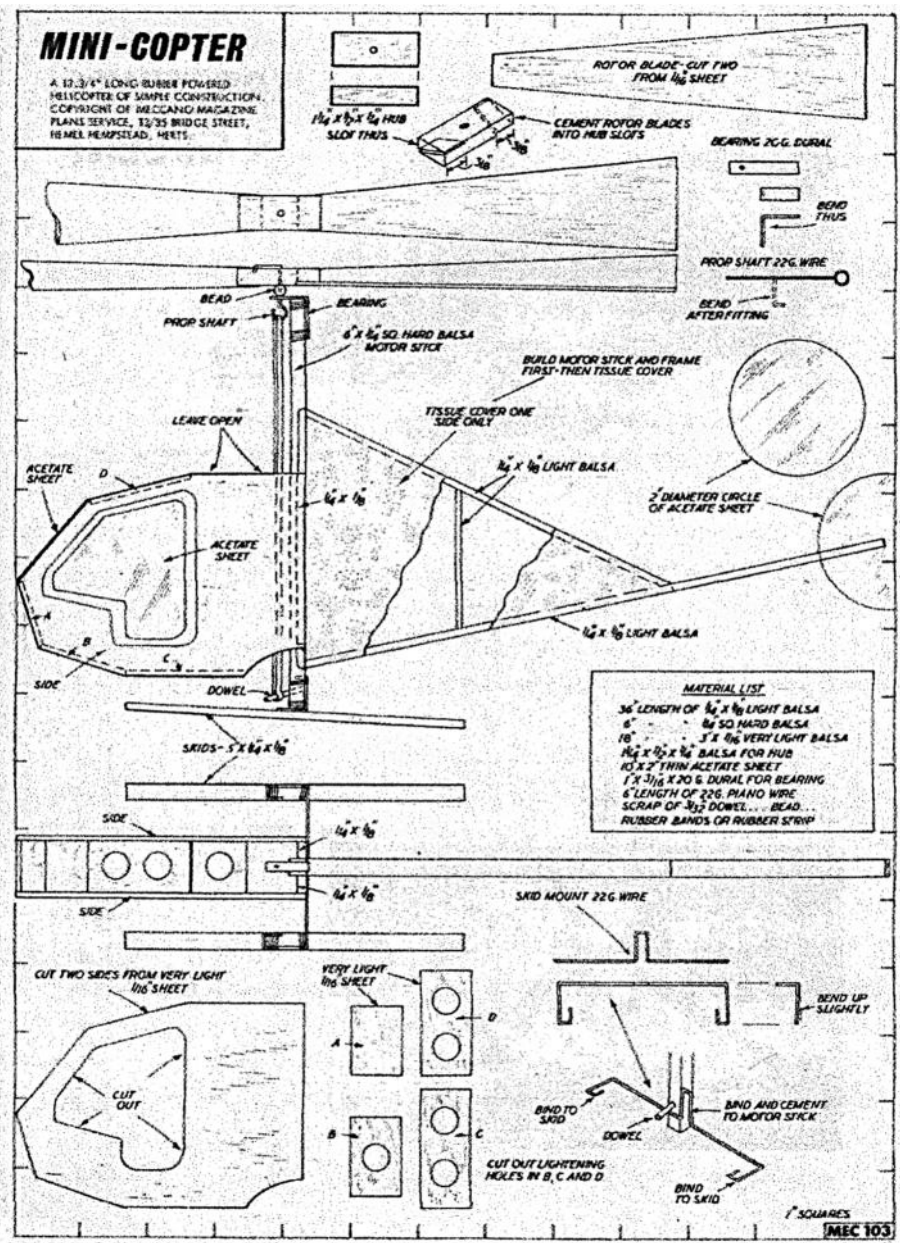 MINI-COPTER
A 12.3/4" LONG RUBBER POWERED
HELICOPTER OF SIMPLE CONSTRUCTION.
COPYRIGHT OF MECCANO MAGAZINE
PLANS SERVICE, 13/35 BRIDGE STREET,
HEMEL HEMPSTEAD, HERTS.
1 1/4" X 1/2" X 1/4" HUB
SLOT THUS
3/8"
3/8"
CEMENT ROTOR BLADES
INTO HUB SLOTS
ROTOR BLADE-CUT TWO
FROM 1/16" SHEET
BEARING 20G. DURAL
BEND
THUS
PROP SHAFT 22G. WIRE
BEND
AFTER FITTING
BEAD
PROP. SHAFT
BEARING
6" X 1/4" SQ. HARD BALSA
MOTOR STICK
BUILD MOTOR STICK AND FRAME
FIRST-THEN TISSUE COVER
TISSUE COVER ONE
SIDE ONLY
LEAVE OPEN
ACETATE
SHEET
D
1/4" X 1/8"
1/4" X 1/8" LIGHT BALSA
2" DIAMETER CIRCLE
OF ACETATE SHEET
ACETATE
SHEET
A
B
C
SIDE
1/4" X 1/8" LIGHT BALSA
DOWEL
SKIDS - 5" X 1/4" X 1/8"
MATERIAL LIST
36" LENGTH OF 1/4" X 1/8" LIGHT BALSA
6" " " 1/4" SQ. HARD BALSA
18" " " 3" X 1/16" VERY LIGHT BALSA
1 1/4" X 1/2" X 1/4" BALSA FOR HUB
10" X 2" THIN ACETATE SHEET
1" X 3/16" X 20 G. DURAL FOR BEARING
6" LENGTH OF 22G. PIANO WIRE
SCRAP OF 3/32" DOWEL... BEAD...
RUBBER BANDS OR RUBBER STRIP
SIDE
1/4" X 1/8"
1/4" X 1/8"
SIDE
SKID MOUNT 22G. WIRE
CUT TWO SIDES FROM VERY LIGHT
1/16" SHEET
VERY LIGHT
1/16" SHEET
D
A
BEND UP
SLIGHTLY
CUT
OUT
B
C
BIND TO
SKID
DOWEL
BIND AND CEMENT
TO MOTOR STICK
CUT OUT LIGHTENING
HOLES IN B, C AND D
BIND
TO SKID
1" SQUARES
MEC 103